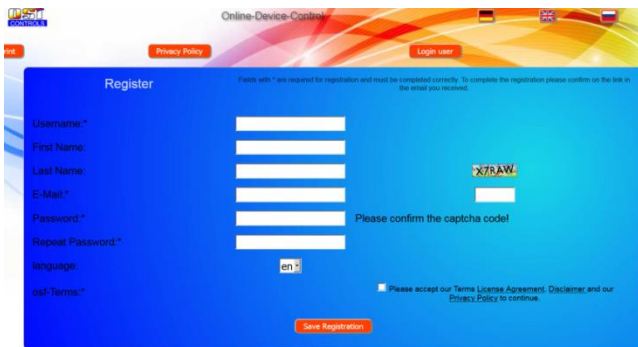 OSF
CONTROLS
Online-Device-Control
rint
Privacy Policy
Login user
Register
Fields with * are required for registration and must be completed correctly. To complete the registration please confirm on the link in
the email you received.
Username:*
First Name:
Last Name:
X7RAW
E-Mail:*
Password:*
Please confirm the captcha code!
Repeat Password:*
language:
en
osf-Terms:*
Please accept our Terms License Agreement, Disclaimer and our
Privacy Policy to continue.
Save Registration